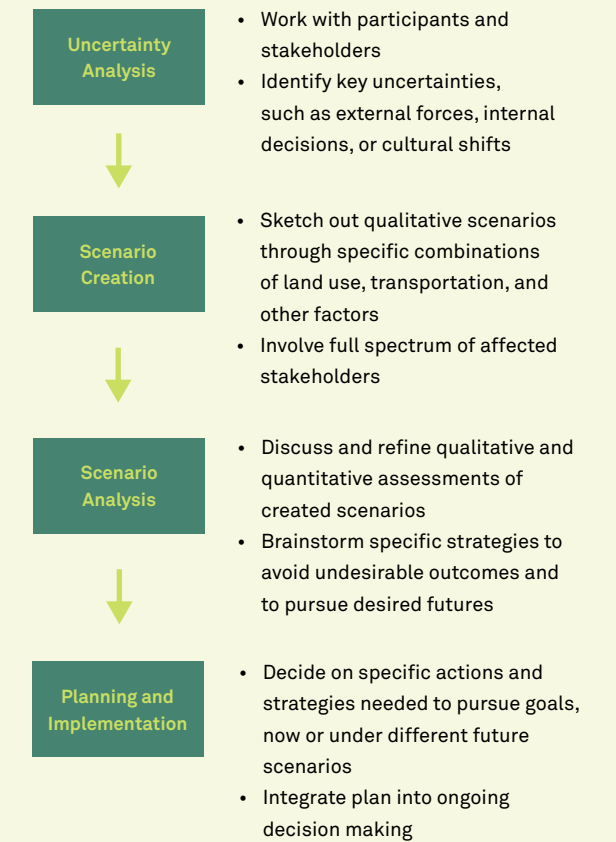 Uncertainty
Analysis
• Work with participants and
stakeholders
• Identify key uncertainties,
such as external forces, internal
decisions, or cultural shifts
Scenario
Creation
• Sketch out qualitative scenarios
through specific combinations
of land use, transportation, and
other factors
• Involve full spectrum of affected
stakeholders
Scenario
Analysis
• Discuss and refine qualitative and
quantitative assessments of
created scenarios
• Brainstorm specific strategies to
avoid undesirable outcomes and
to pursue desired futures
Planning and
Implementation
• Decide on specific actions and
strategies needed to pursue goals,
now or under different future
scenarios
• Integrate plan into ongoing
decision making